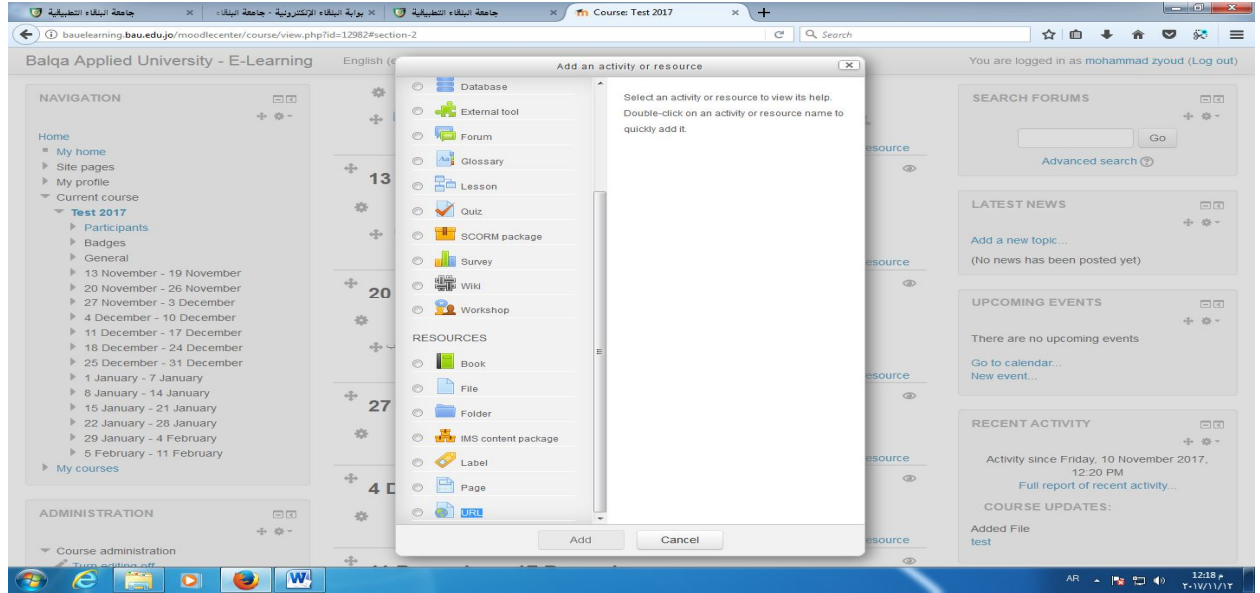 جامعة البلقاء التطبيقية
بوابة البلقاء الإلكترونية - جامعة البلقاء
جامعة البلقاء التطبيقية
Course: Test 2017
bauelearning.bau.edu.jo/moodlecenter/course/view.php?id=12982#section-2
Search
Balqa Applied University - E-Learning
English (e
You are logged in as mohammad zyoud (Log out)
NAVIGATION
Home
My home
Site pages
My profile
Current course
Test 2017
Participants
Badges
General
13 November - 19 November
20 November - 26 November
27 November - 3 December
4 December - 10 December
11 December - 17 December
18 December - 24 December
25 December - 31 December
1 January - 7 January
8 January - 14 January
15 January - 21 January
22 January - 28 January
29 January - 4 February
5 February - 11 February
My courses
ADMINISTRATION
Course administration
Turn editing off
13
20
27
4 D
Add an activity or resource
Database
External tool
Forum
Glossary
Lesson
Quiz
SCORM package
Survey
Wiki
Workshop
RESOURCES
Book
File
Folder
IMS content package
Label
Page
URL
Select an activity or resource to view its help.
Double-click on an activity or resource name to
quickly add it.
Add
Cancel
esource
esource
esource
esource
esource
SEARCH FORUMS
Go
Advanced search
LATEST NEWS
Add a new topic...
(No news has been posted yet)
UPCOMING EVENTS
There are no upcoming events
Go to calendar...
New event...
RECENT ACTIVITY
Activity since Friday, 10 November 2017,
12:20 PM
Full report of recent activity...
COURSE UPDATES:
Added File
test
AR
12:18 م
٢٠١٧/١١/١٢